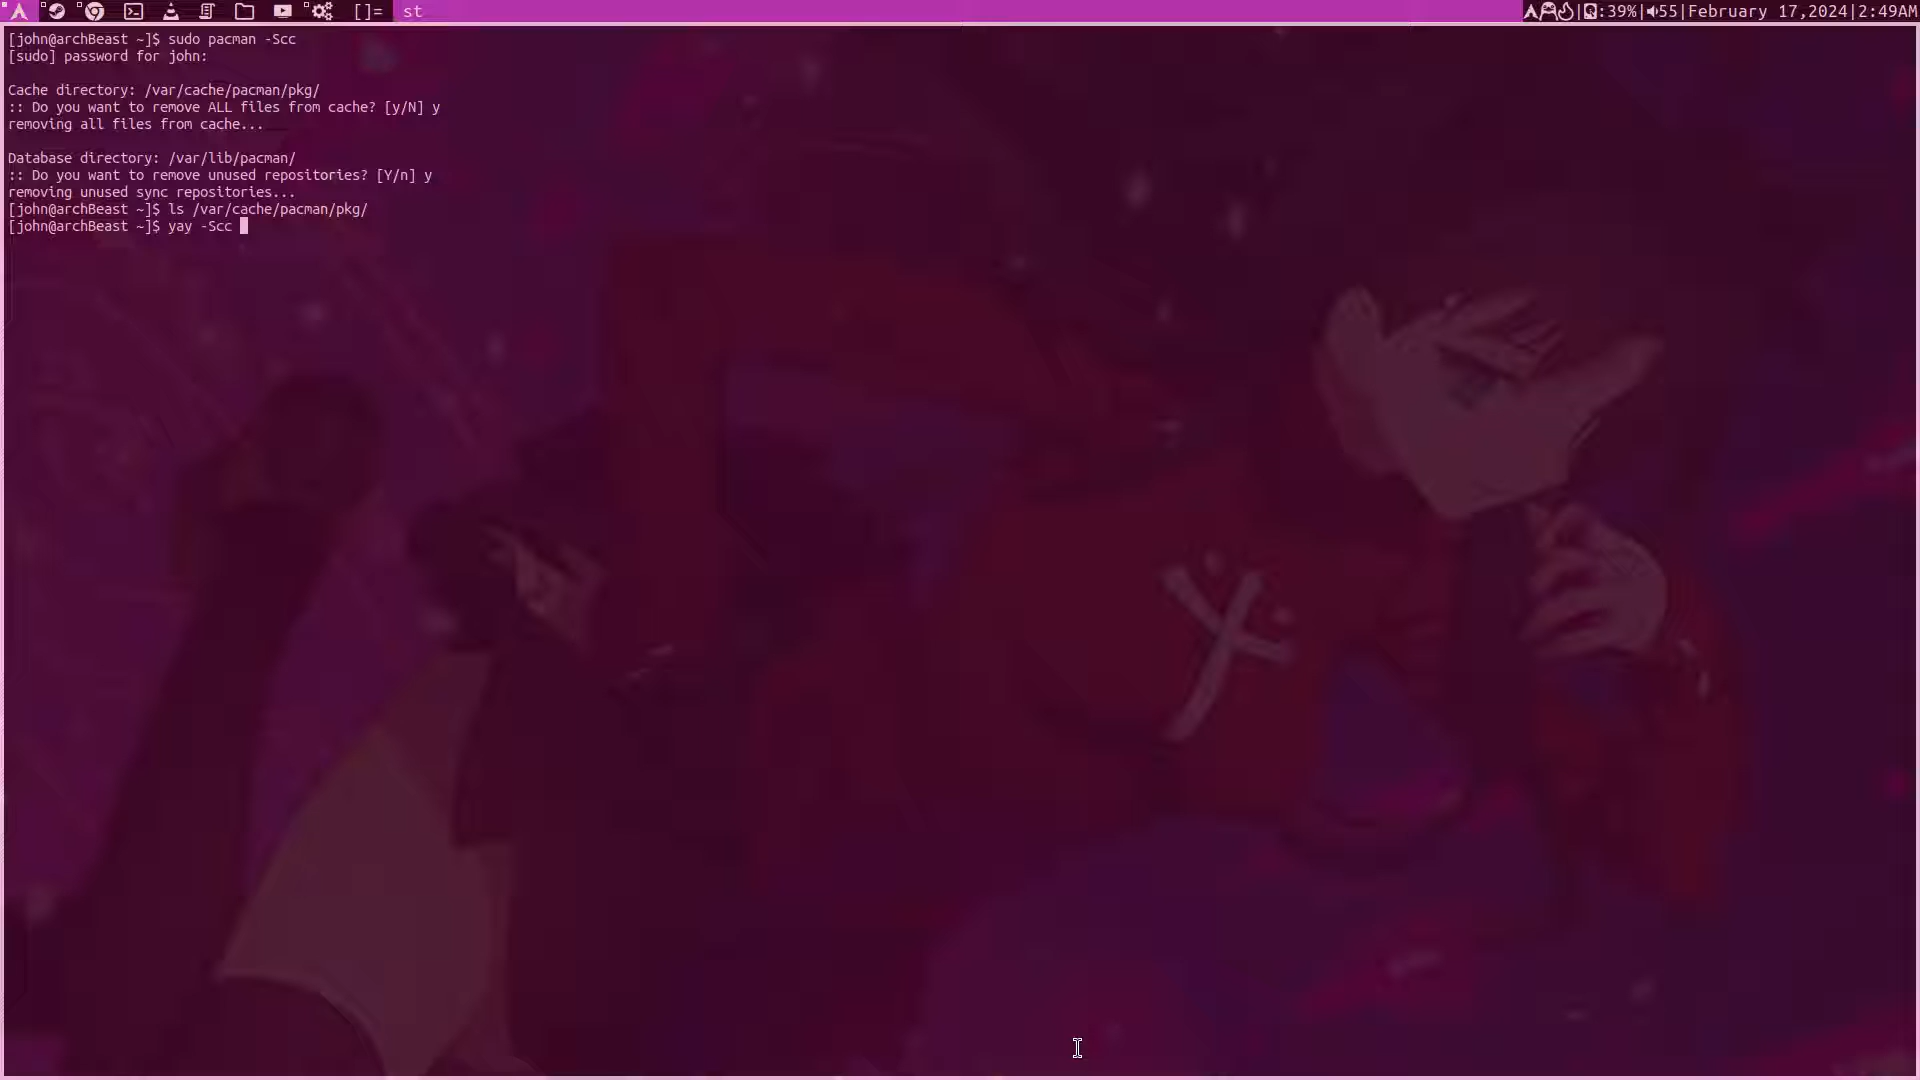 []= st :39%|55|February 17,2024|2:49AM
[john@archBeast ~]$ sudo pacman -Scc
[sudo] password for john:
Cache directory: /var/cache/pacman/pkg/
:: Do you want to remove ALL files from cache? [y/N] y
removing all files from cache...
Database directory: /var/lib/pacman/
:: Do you want to remove unused repositories? [Y/n] y
removing unused sync repositories...
[john@archBeast ~]$ ls /var/cache/pacman/pkg/
[john@archBeast ~]$ yay -Scc